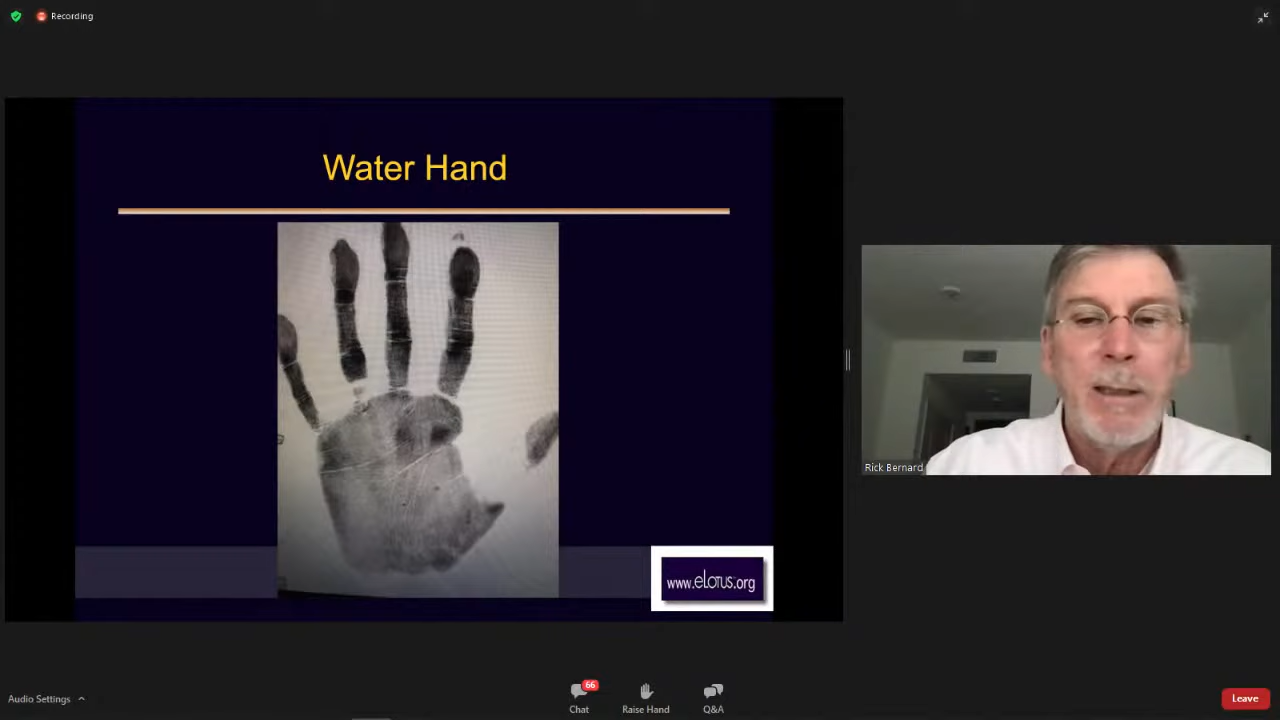 Recording
Water Hand
www.eLOTUS.org
Rick Bernard
Audio Settings
66
Chat
Raise Hand
Q&A
Leave